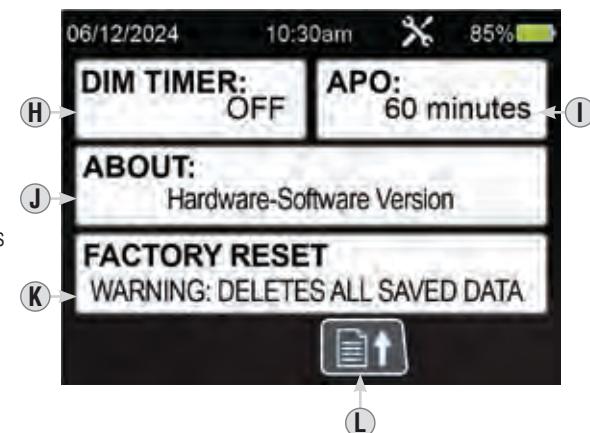 06/12/2024 10:30am 85%
DIM TIMER: APO:
H OFF 60 minutes I
ABOUT:
J Hardware-Software Version
S
FACTORY RESET
K WARNING: DELETES ALL SAVED DATA
L